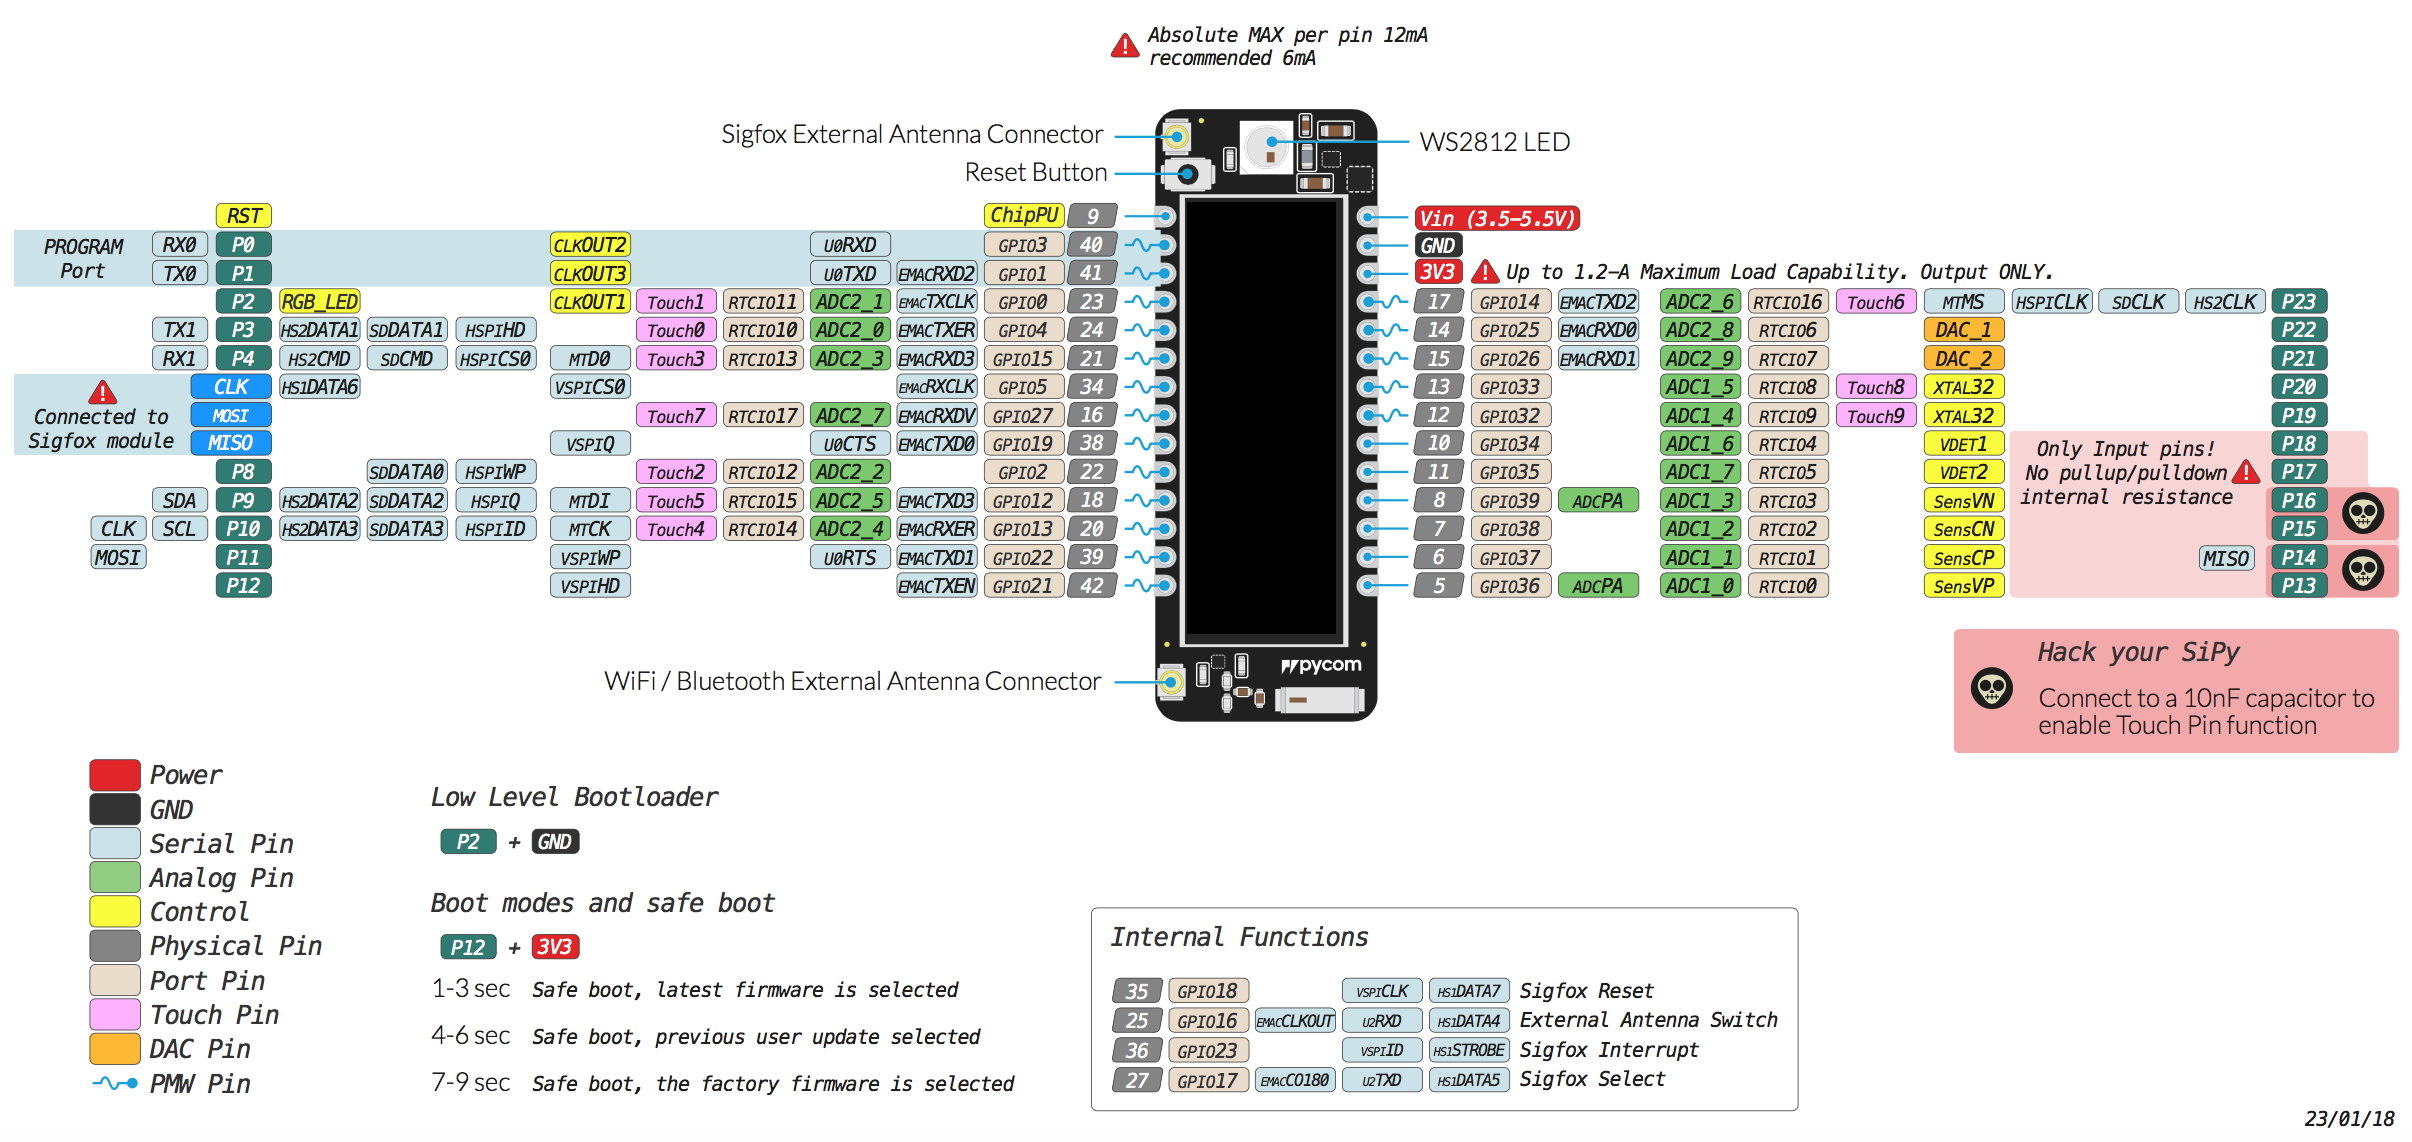 Absolute MAX per pin 12mA
recommended 6mA
Sigfox External Antenna Connector
WS2812 LED
Reset Button
RST ChipPU 9
Vin (3.5–5.5V)
PROGRAM
Port
RX0 P0 CLKOUT2 U0RXD GPIO3 40
GND
TX0 P1 CLKOUT3 U0TXD EMACRXD2 GPIO1 41
3V3 Up to 1.2–A Maximum Load Capability. Output ONLY.
P2 RGB_LED CLKOUT1 Touch1 RTCIO11 ADC2_1 EMACTXCLK GPIO0 23
17 GPIO14 EMACTXD2 ADC2_6 RTCIO16 Touch6 MTMS HSPICLK SDCLK HS2CLK P23
TX1 P3 HS2DATA1 SDDATA1 HSPIHD Touch0 RTCIO10 ADC2_0 EMACTXER GPIO4 24
14 GPIO25 EMACRXD0 ADC2_8 RTCIO6 DAC_1 P22
RX1 P4 HS2CMD SDCMD HSPICS0 MTDO Touch3 RTCIO13 ADC2_3 EMACRXD3 GPIO15 21
15 GPIO26 EMACRXD1 ADC2_9 RTCIO7 DAC_2 P21
Connected to
Sigfox module
CLK HS1DATA6 VSPICS0 EMACRXCLK GPIO5 34
13 GPIO33 ADC1_5 RTCIO8 Touch8 XTAL32 P20
MOSI Touch7 RTCIO17 ADC2_7 EMACRXDV GPIO27 16
12 GPIO32 ADC1_4 RTCIO9 Touch9 XTAL32 P19
MISO VSPIQ U0CTS EMACTXD0 GPIO19 38
10 GPIO34 ADC1_6 RTCIO4 VDET1 P18
Only Input pins!
No pullup/pulldown
internal resistance
P8 SDDATA0 HSPIWP Touch2 RTCIO12 ADC2_2 GPIO2 22
11 GPIO35 ADC1_7 RTCIO5 VDET2 P17
SDA P9 HS2DATA2 SDDATA2 HSPIQ MTDI Touch5 RTCIO15 ADC2_5 EMACTXD3 GPIO12 18
8 GPIO39 ADCPA ADC1_3 RTCIO3 SensVN P16
CLK SCL P10 HS2DATA3 SDDATA3 HSPIID MTCK Touch4 RTCIO14 ADC2_4 EMACRXER GPIO13 20
7 GPIO38 ADC1_2 RTCIO2 SensCN P15
MOSI P11 VSPIWP U0RTS EMACTXD1 GPIO22 39
6 GPIO37 ADC1_1 RTCIO1 SensCP MISO P14
P12 VSPIHD EMACTXEN GPIO21 42
5 GPIO36 ADCPA ADC1_0 RTCIO0 SensVP P13
WiFi / Bluetooth External Antenna Connector
pycom
Hack your SiPy
Connect to a 10nF capacitor to
enable Touch Pin function
Power
GND
Serial Pin
Analog Pin
Control
Physical Pin
Port Pin
Touch Pin
DAC Pin
PMW Pin
Low Level Bootloader
P2 + GND
Boot modes and safe boot
P12 + 3V3
1-3 sec Safe boot, latest firmware is selected
4-6 sec Safe boot, previous user update selected
7-9 sec Safe boot, the factory firmware is selected
Internal Functions
35 GPIO18 VSPICLK HS1DATA7 Sigfox Reset
25 GPIO16 EMACCLKOUT U2RXD HS1DATA4 External Antenna Switch
36 GPIO23 VSPIID HS1STROBE Sigfox Interrupt
27 GPIO17 EMACCO180 U2TXD HS1DATA5 Sigfox Select
23/01/18